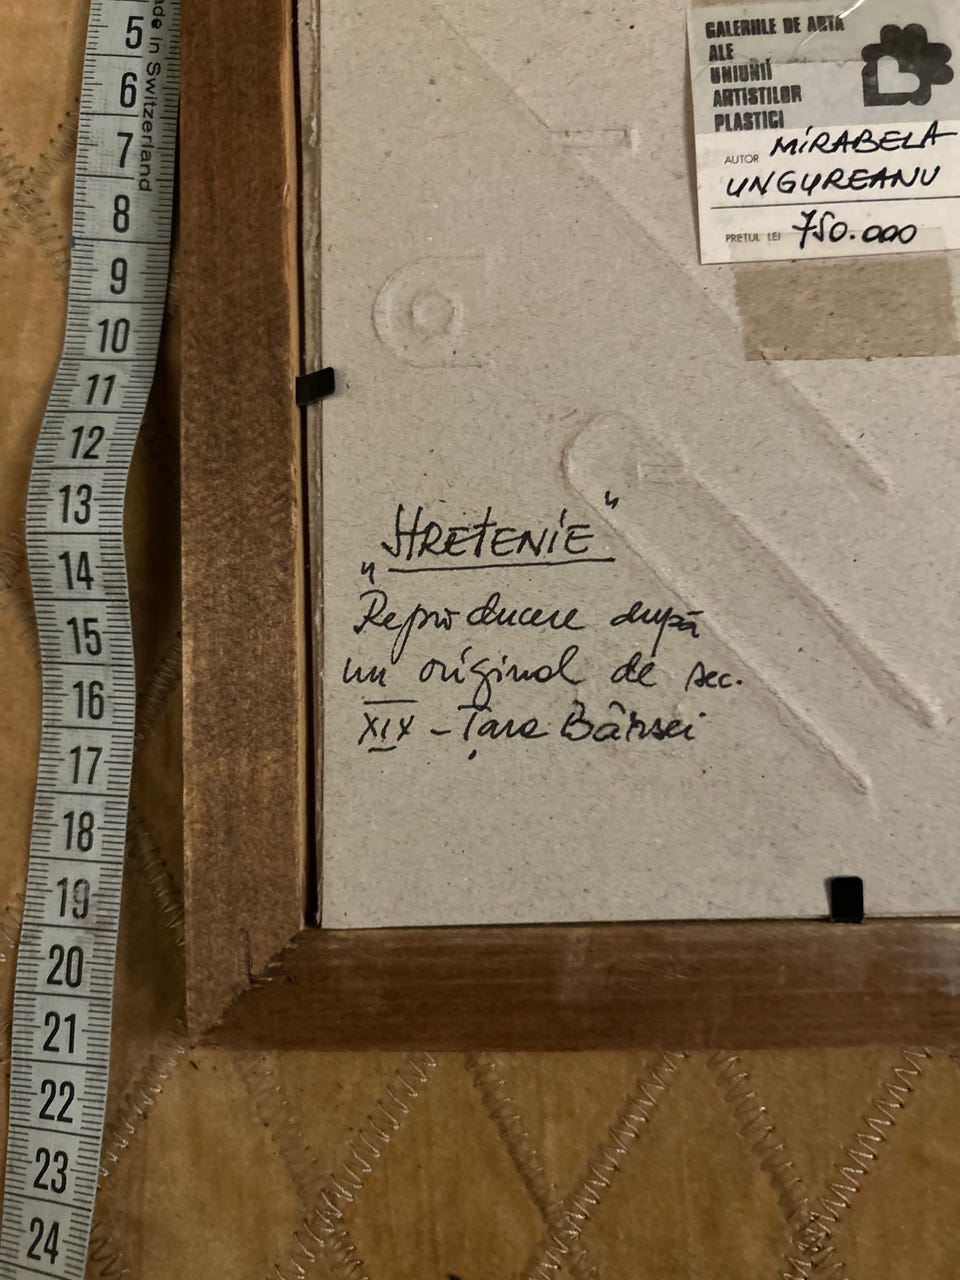 5
6
7
8
9
10
11
12
13
14
15
16
17
18
19
20
21
22
23
24
ade in Switzerland
GALERIILE DE ARTA
ALE
UNIUNII
ARTIȘTILOR
PLASTICI
AUTOR MIRABELA
UNGUREANU
PRETUL LEI 750.000
„STRETENIE"
Reproducere după
un original de sec.
XIX - Țara Bârsei